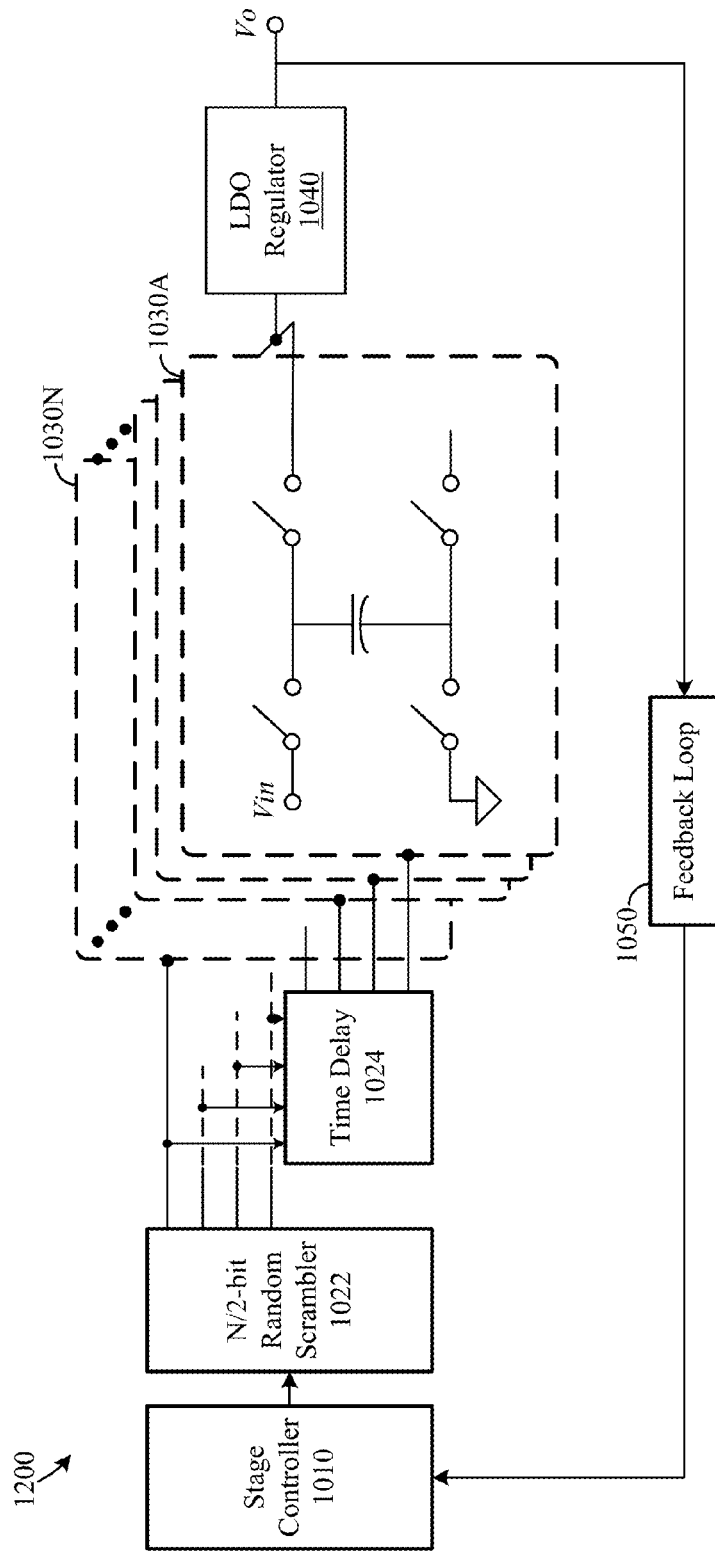 1200
Stage
Controller
1010
N/2-bit
Random
Scrambler
1022
Time Delay
1024
1030N
1030A
Vin
LDO
Regulator
1040
Vo
1050
Feedback Loop